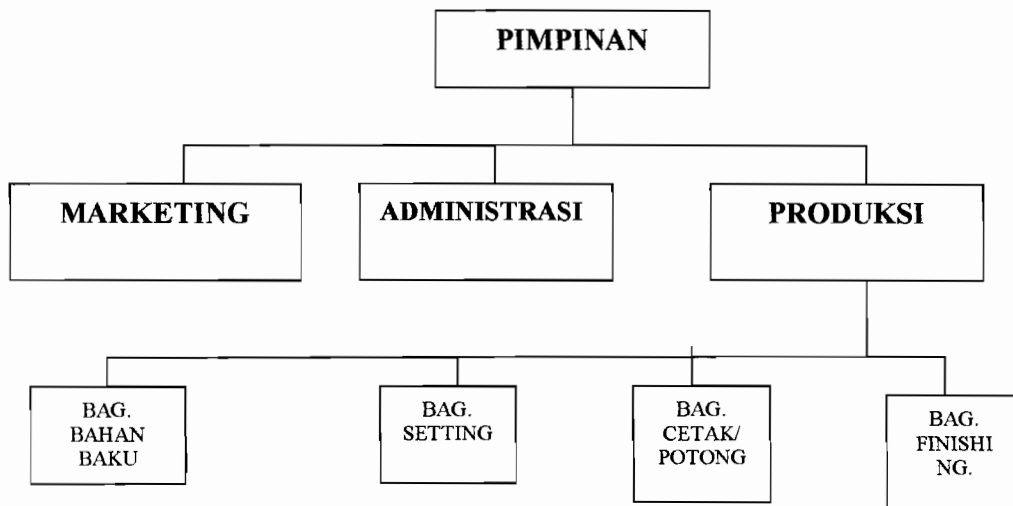 PIMPINAN
MARKETING
ADMINISTRASI
PRODUKSI
BAG.
BAHAN
BAKU
BAG.
SETTING
BAG.
CETAK/
POTONG
BAG.
FINISHI
NG.